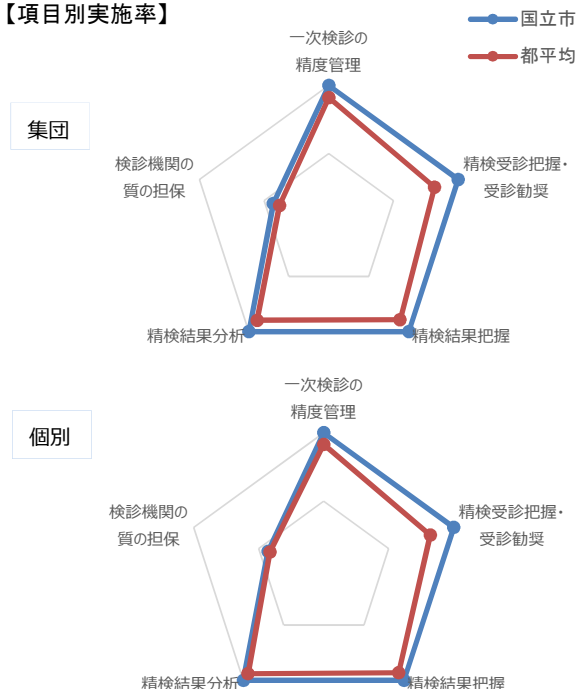 【項目別実施率】
国立市
都平均
集団
一次検診の
精度管理
精検受診把握・
受診勧奨
精検結果把握
精検結果分析
検診機関の
質の担保
個別
一次検診の
精度管理
精検受診把握・
受診勧奨
精検結果把握
精検結果分析
検診機関の
質の担保